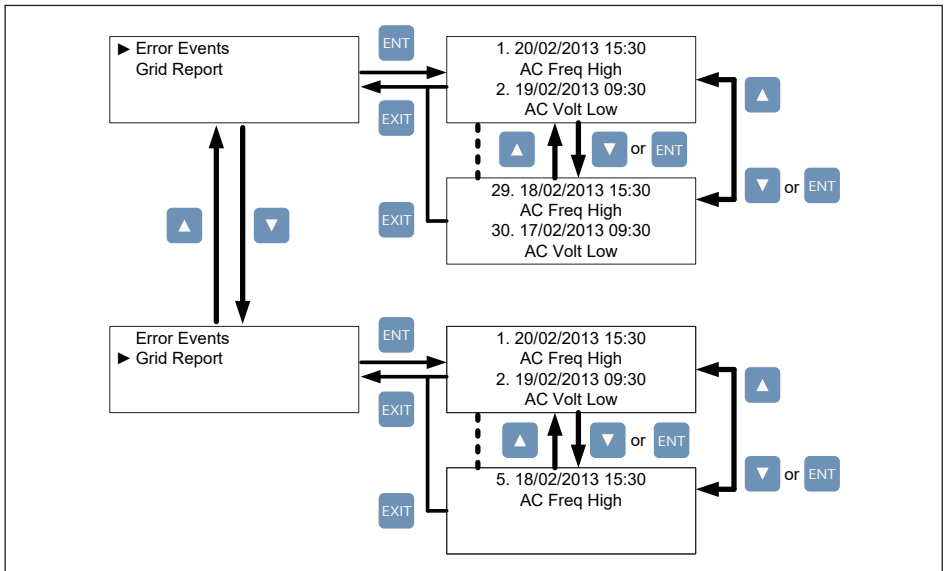 ► Error Events
Grid Report
ENT
EXIT
1. 20/02/2013 15:30
AC Freq High
2. 19/02/2013 09:30
AC Volt Low
▲
▲ ▼ or ENT
▼ or ENT
29. 18/02/2013 15:30
AC Freq High
30. 17/02/2013 09:30
AC Volt Low
EXIT
▲ ▼
Error Events
► Grid Report
ENT
EXIT
1. 20/02/2013 15:30
AC Freq High
2. 19/02/2013 09:30
AC Volt Low
▲
▲ ▼ or ENT
▼ or ENT
5. 18/02/2013 15:30
AC Freq High
EXIT